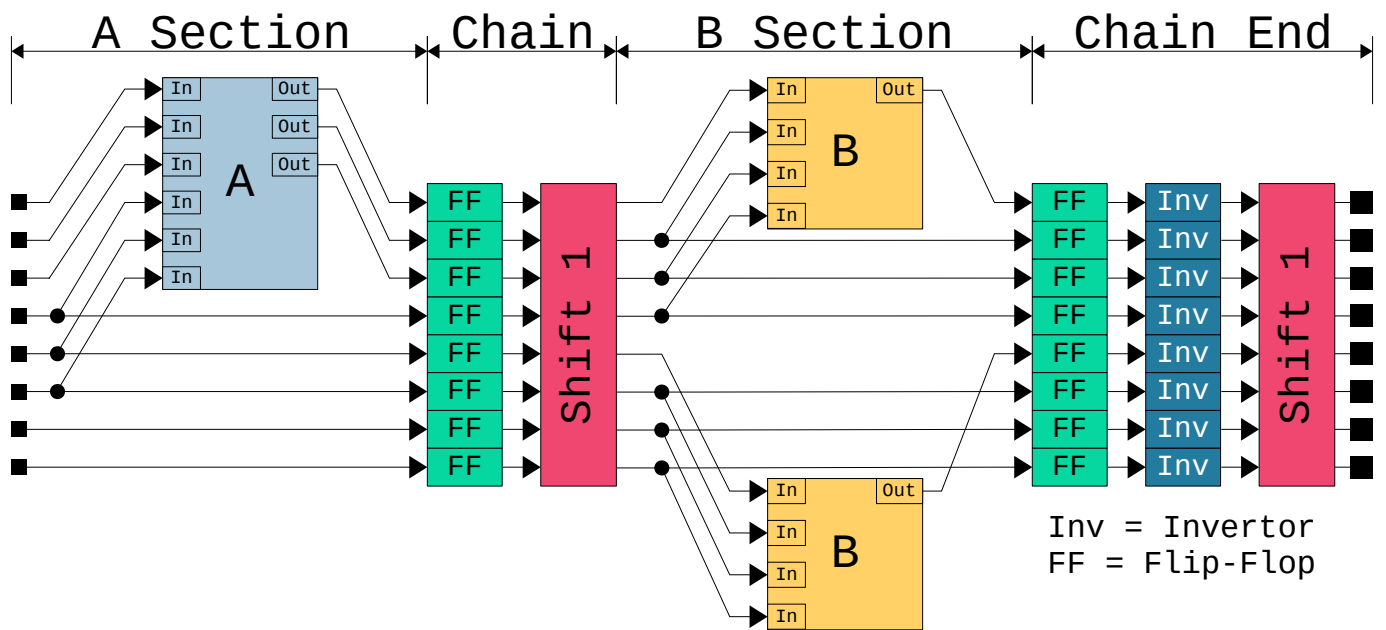 A Section
Chain
B Section
Chain End
In
In
In
In
In
In
A
Out
Out
Out
FF
FF
FF
FF
FF
FF
FF
FF
Shift 1
In
In
In
In
B
Out
In
In
In
In
B
Out
FF
FF
FF
FF
FF
FF
FF
FF
Inv
Inv
Inv
Inv
Inv
Inv
Inv
Inv
Shift 1
Inv = Invertor
FF = Flip-Flop